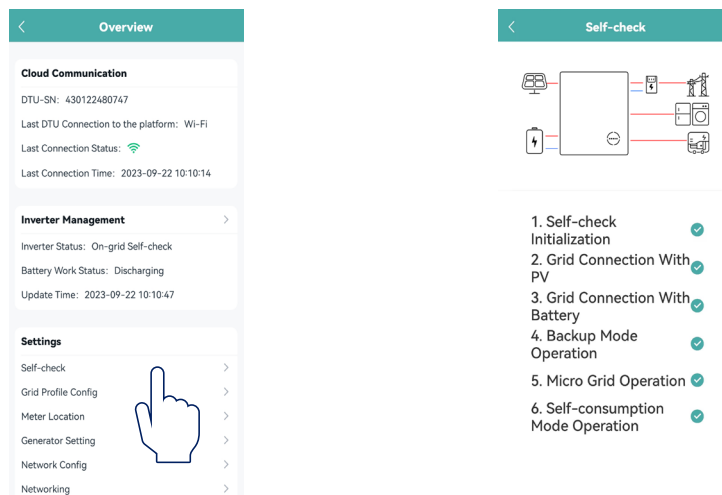 Overview
Cloud Communication
DTU-SN: 430122480747
Last DTU Connection to the platform: Wi-Fi
Last Connection Status:
Last Connection Time: 2023-09-22 10:10:14
Inverter Management
Inverter Status: On-grid Self-check
Battery Work Status: Discharging
Update Time: 2023-09-22 10:10:47
Settings
Self-check
Grid Profile Config
Meter Location
Generator Setting
Network Config
Networking
Self-check
1. Self-check
Initialization
2. Grid Connection With
PV
3. Grid Connection With
Battery
4. Backup Mode
Operation
5. Micro Grid Operation
6. Self-consumption
Mode Operation